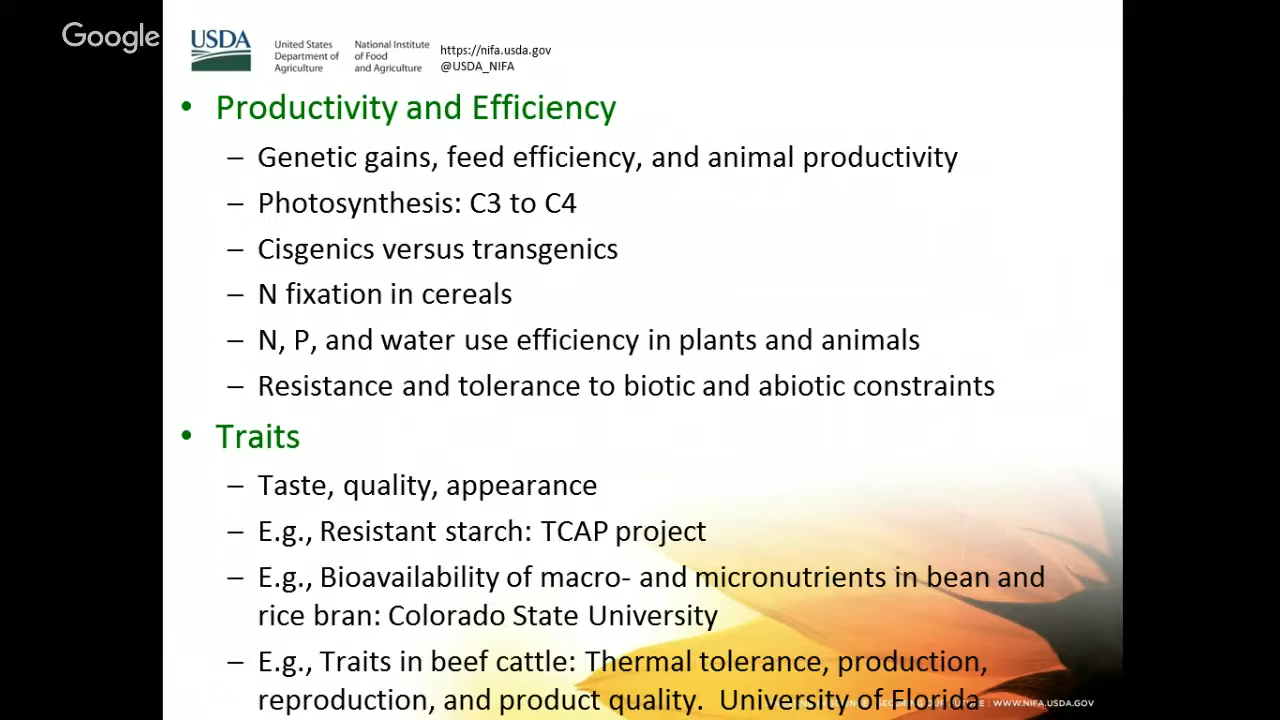 Google
USDA
United States
Department of
Agriculture
National Institute
of Food
and Agriculture
https://nifa.usda.gov
@USDA_NIFA
• Productivity and Efficiency
– Genetic gains, feed efficiency, and animal productivity
– Photosynthesis: C3 to C4
– Cisgenics versus transgenics
– N fixation in cereals
– N, P, and water use efficiency in plants and animals
– Resistance and tolerance to biotic and abiotic constraints
• Traits
– Taste, quality, appearance
– E.g., Resistant starch: TCAP project
– E.g., Bioavailability of macro- and micronutrients in bean and
rice bran: Colorado State University
– E.g., Traits in beef cattle: Thermal tolerance, production,
reproduction, and product quality. University of Florida
| WWW.NIFA.USDA.GOV